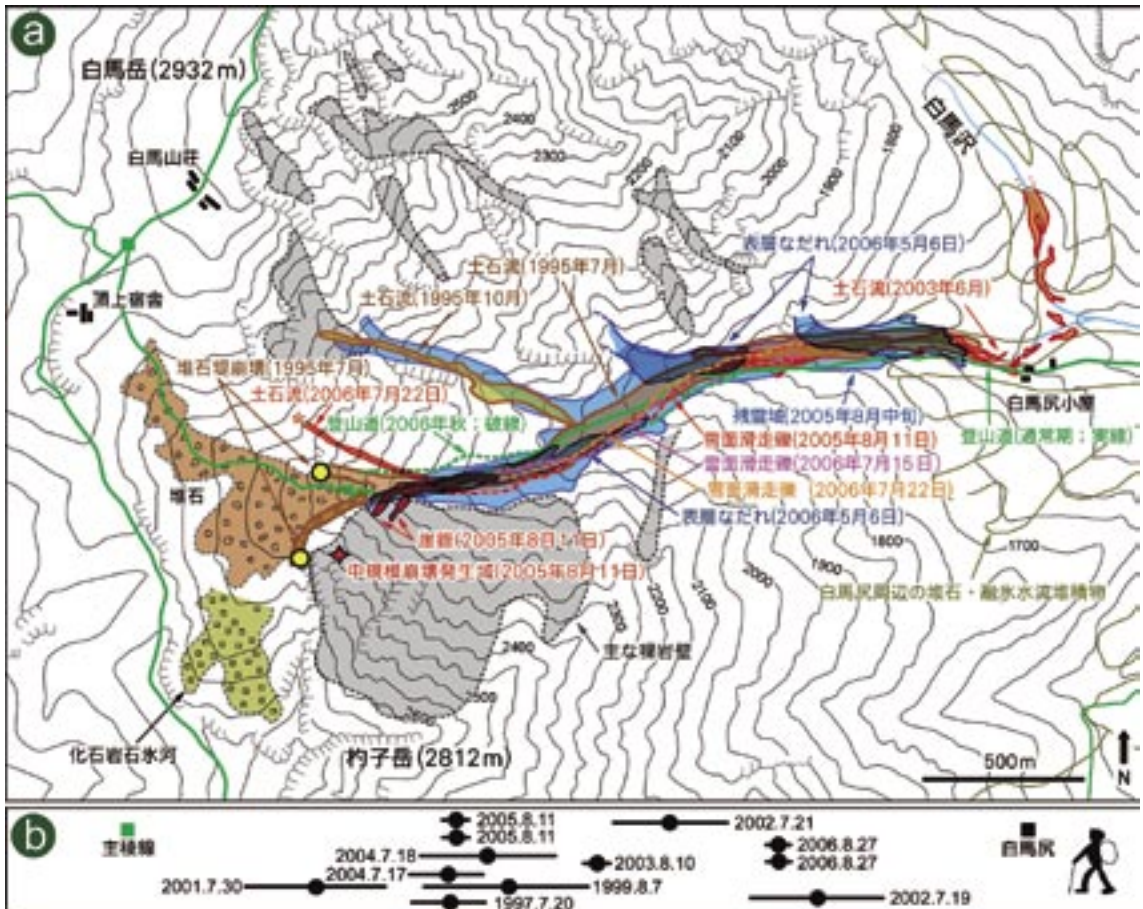 a
白馬岳(2932m)
白馬山荘
頂上宿舎
白馬沢
2500
2400
2300
2200
2200
2100
2000
1900
1800
表層なだれ(2006年5月6日)
土石流(1995年7月)
土石流(1995年10月)
土石流(2003年6月)
堆石堤崩壊(1995年7月)
土石流(2006年7月22日)
登山道(2006年秋;破線)
白馬尻小屋
残雪域(2005年8月中旬)
登山道(通常期;実線)
雪面滑走礫(2005年8月11日)
雪面滑走礫(2006年7月15日)
雪面滑走礫(2006年7月22日)
表層なだれ(2006年5月6日)
堆石
崖錐(2005年8月11日)
中規模崩壊発生域(2005年8月11日)
1700
1800
1900
2000
2100
2200
2300
2400
2500
2600
白馬尻周辺の堆石・融氷水流堆積物
主な裸岩壁
化石岩石氷河
杓子岳(2812m)
500m
N
b
主稜線
2005.8.11
2005.8.11
2002.7.21
白馬尻
2004.7.18
2006.8.27
2006.8.27
2004.7.17
2003.8.10
2001.7.30
1999.8.7
2002.7.19
1997.7.20